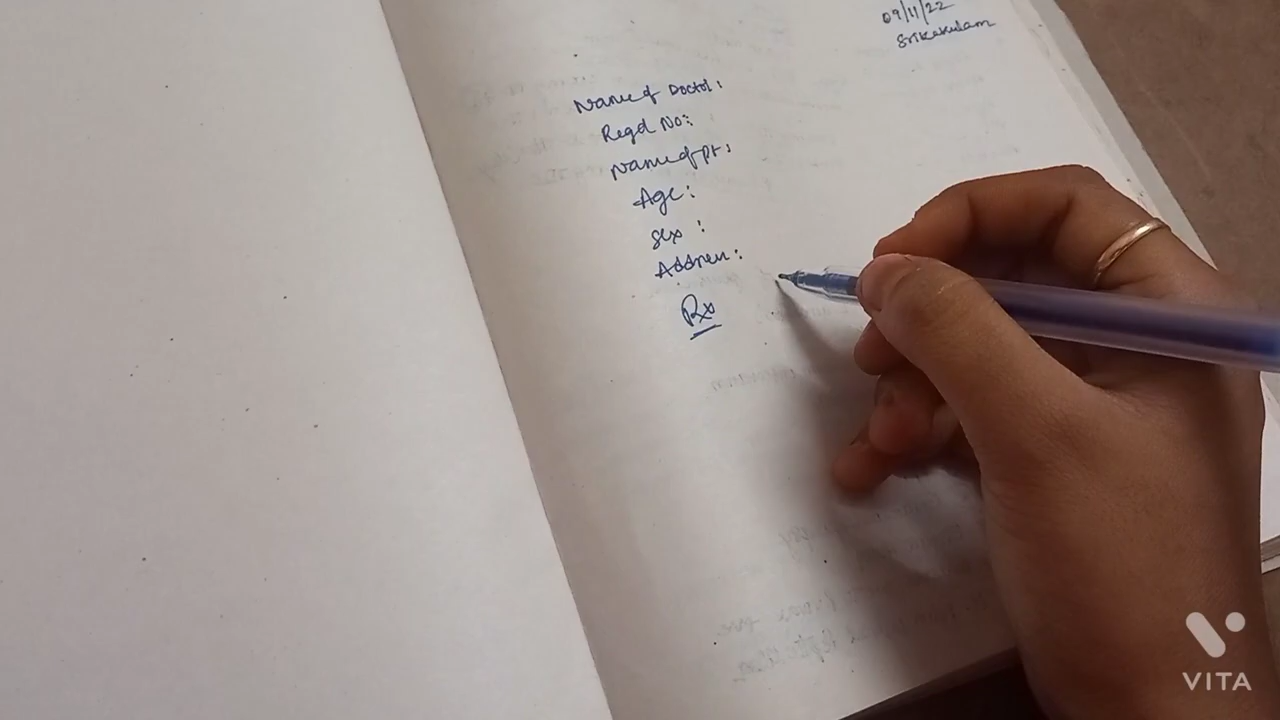 09/11/22
Srikakulam
Name of Doctor:
Regd No:
Name of pt:
Age:
Sex :
Address:
Rx
VITA